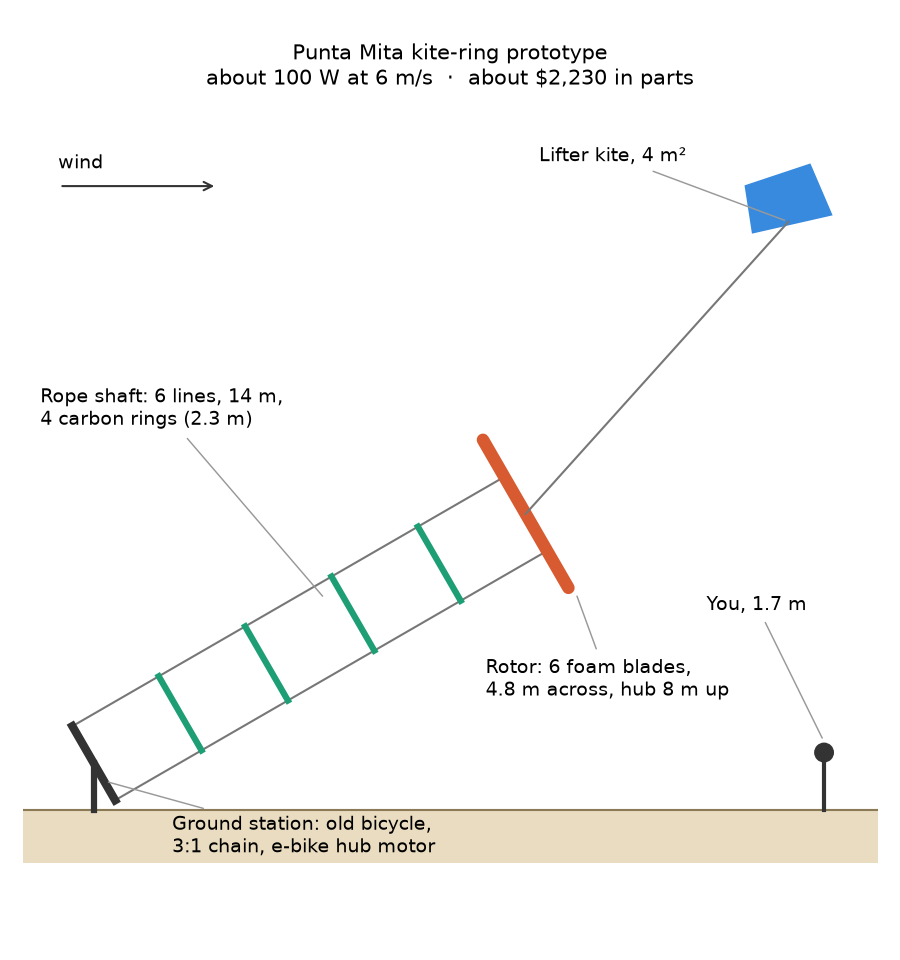 Punta Mita kite-ring prototype
about 100 W at 6 m/s  ·  about $2,230 in parts
wind
Lifter kite, 4 m²
Rope shaft: 6 lines, 14 m,
4 carbon rings (2.3 m)
You, 1.7 m
Rotor: 6 foam blades,
4.8 m across, hub 8 m up
Ground station: old bicycle,
3:1 chain, e-bike hub motor